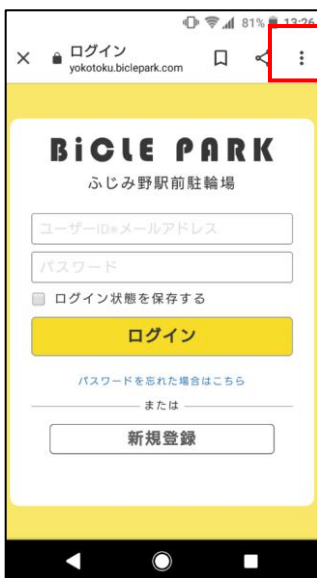 81% 13:26
ログイン
yokotoku.biclepark.com
BiCLE PARK
ふじみ野駅前駐輪場
ユーザーID※メールアドレス
パスワード
ログイン状態を保存する
ログイン
パスワードを忘れた場合はこちら
または
新規登録